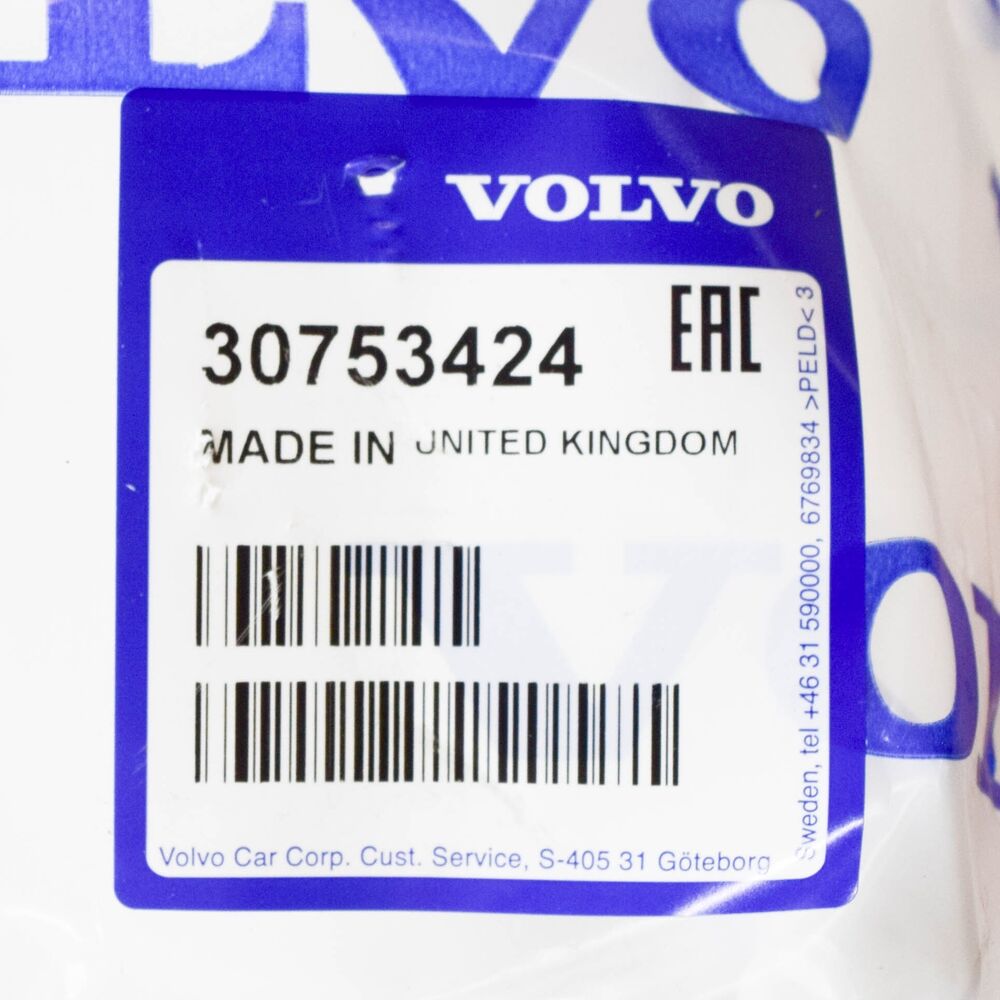 VOLVO
VOLVO
30753424
EAC
MADE IN UNITED KINGDOM
Volvo Car Corp. Cust. Service, S-405 31 Göteborg
Sweden, tel +46 31 590000, 6769834 >PELD< 3